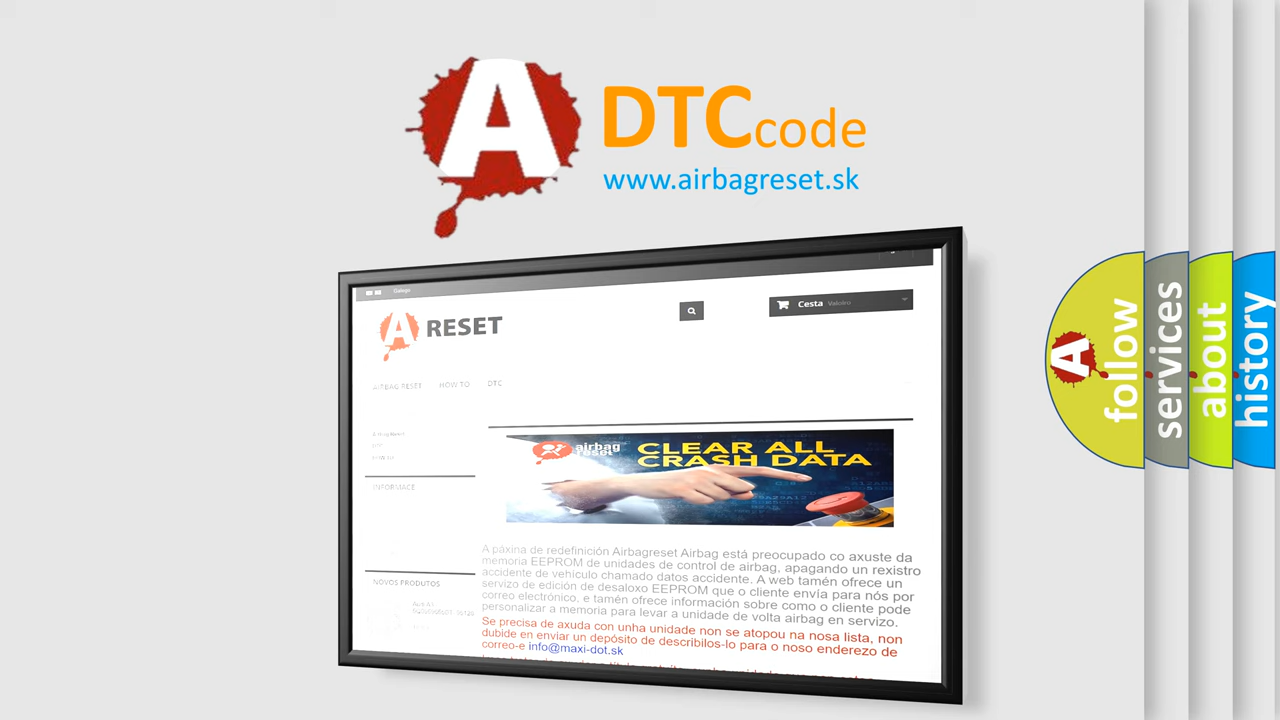 A
DTC code
www.airbagreset.sk
Galego
A RESET
Cesta Valeiro
AIRBAG RESET HOW TO DTC
airbag
reset
CLEAR ALL
CRASH DATA
INFORMACE
A páxina de redefinición Airbagreset Airbag está preocupado co axuste da
memoria EEPROM de unidades de control de airbag, apagando un rexistro
accidente de vehículo chamado datos accidente. A web tamén ofrece un
servizo de edición de desaloxo EEPROM que o cliente envía para nós por
correo electrónico, e tamén ofrece información sobre como o cliente pode
personalizar a memoria para levar a unidade de volta airbag en servizo.
NOVOS PRODUTOS
Se precisa de axuda con unha unidade non se atopou na nosa lista, non
dubide en enviar un depósito de describilos-lo para o noso enderezo de
correo-e info@maxi-dot.sk
A
follow
services
about
history